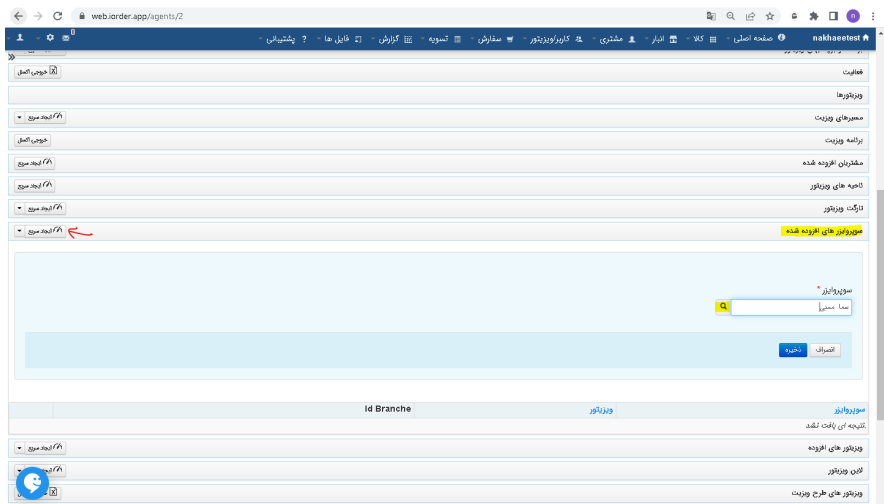 web.iorder.app/agents/2
nakhaeetest صفحه اصلی کالا انبار مشتری کاربر/ویزیتور سفارش تسویه گزارش فایل ها پشتیبانی 0
فعالیت خروجی اکسل
ویزیتورها
مسیرهای ویزیت ایجاد سریع
برنامه ویزیت خروجی اکسل
مشتریان افزوده شده ایجاد سریع
ناحیه های ویزیتور ایجاد سریع
تارگت ویزیتور ایجاد سریع
سوپروایزر های افزوده شده ایجاد سریع
سوپروایزر *
سما ممنی
انصراف ذخیره
سوپروایزر ویزیتور Id Branche
نتیجه ای یافت نشد.
ویزیتور های افزوده ایجاد سریع
لاین ویزیتور ایجاد سریع
ویزیتور های طرح ویزیت